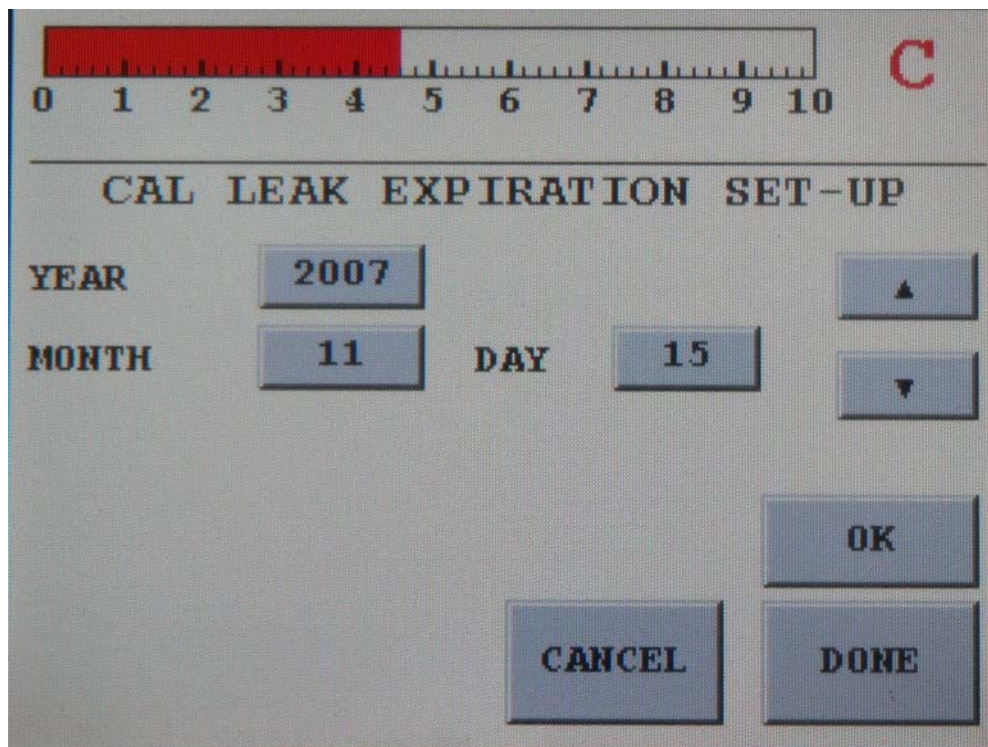 C
0 1 2 3 4 5 6 7 8 9 10
CAL LEAK EXPIRATION SET-UP
YEAR 2007 ▲
MONTH 11 DAY 15 ▼
OK
CANCEL DONE